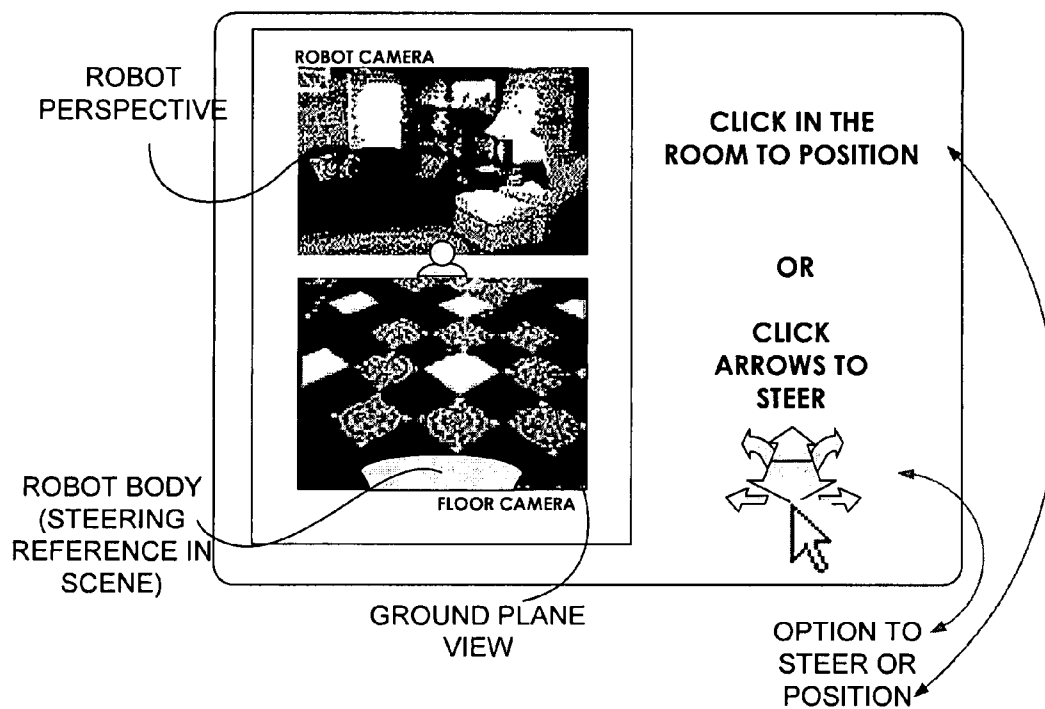 ROBOT
PERSPECTIVE
ROBOT CAMERA
CLICK IN THE
ROOM TO POSITION
OR
CLICK
ARROWS TO
STEER
ROBOT BODY
(STEERING
REFERENCE IN
SCENE)
FLOOR CAMERA
GROUND PLANE
VIEW
OPTION TO
STEER OR
POSITION